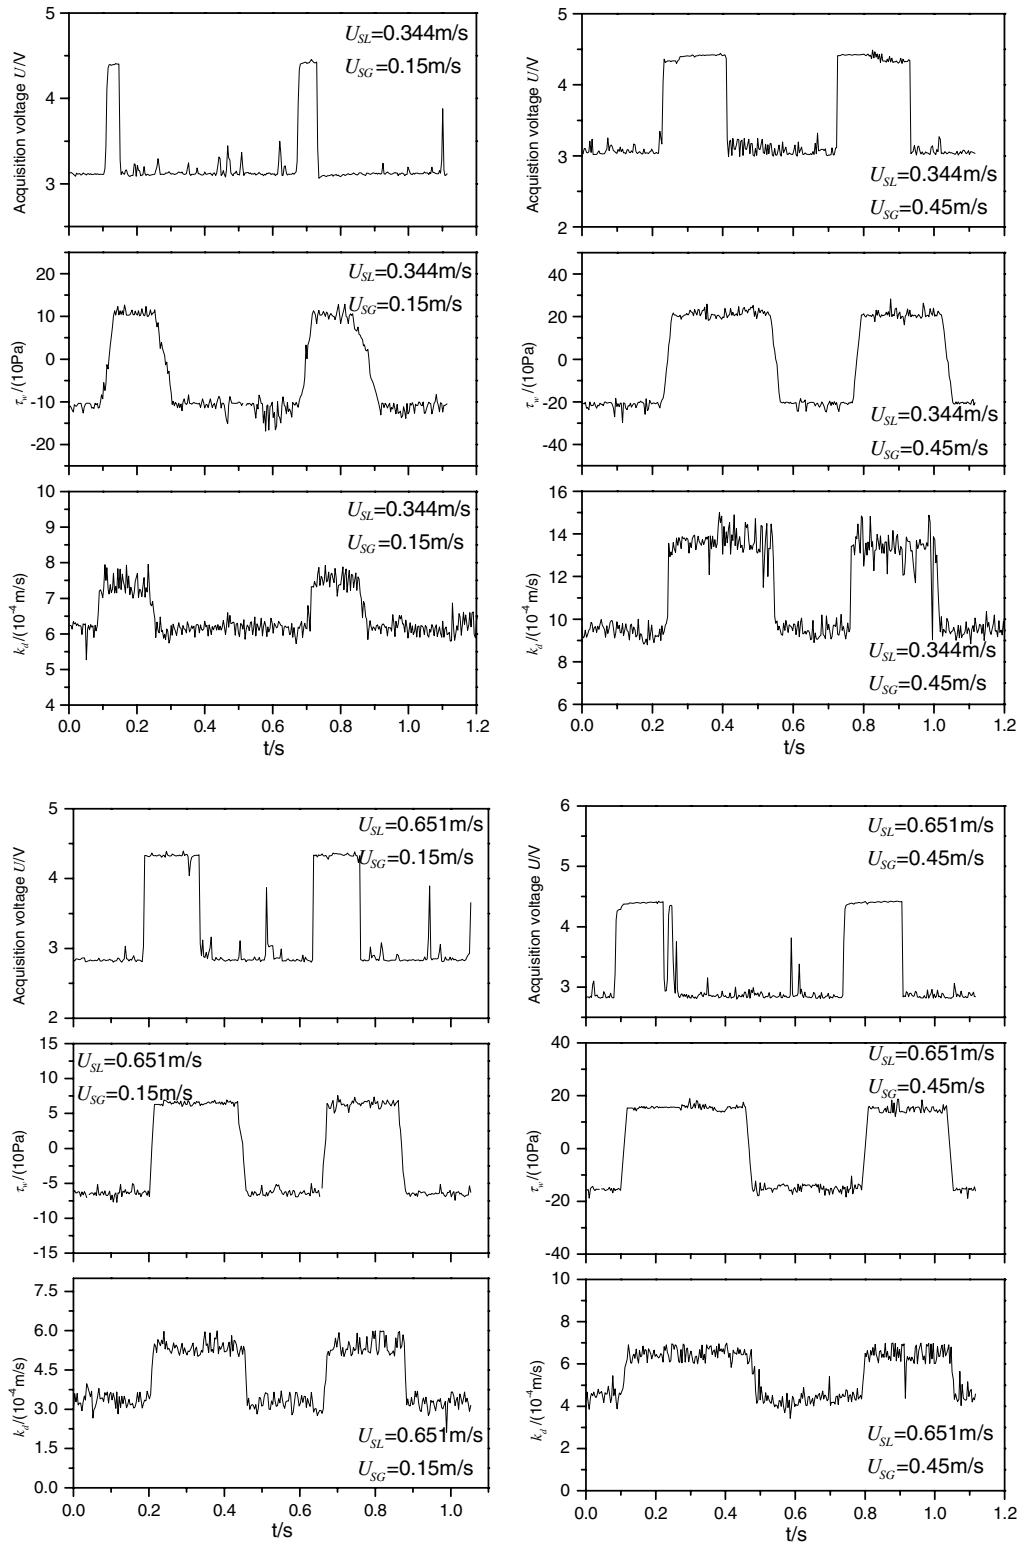 5
4
3
Acquisition voltage U/V
U_SL=0.344m/s
U_SG=0.15m/s
5
4
3
2
Acquisition voltage U/V
U_SL=0.344m/s
U_SG=0.45m/s
20
10
0
-10
-20
τ_w/(10Pa)
U_SL=0.344m/s
U_SG=0.15m/s
40
20
0
-20
-40
τ_w/(10Pa)
U_SL=0.344m/s
U_SG=0.45m/s
10
9
8
7
6
5
4
k_d/(10⁻⁴m/s)
U_SL=0.344m/s
U_SG=0.15m/s
0.0 0.2 0.4 0.6 0.8 1.0 1.2
t/s
16
14
12
11
9
8
6
k_d/(10⁻⁴m/s)
U_SL=0.344m/s
U_SG=0.45m/s
0.0 0.2 0.4 0.6 0.8 1.0 1.2
t/s
5
4
3
2
Acquisition voltage U/V
U_SL=0.651m/s
U_SG=0.15m/s
6
5
4
3
Acquisition voltage U/V
U_SL=0.651m/s
U_SG=0.45m/s
15
10
5
0
-5
-10
-15
τ_w/(10Pa)
U_SL=0.651m/s
U_SG=0.15m/s
40
20
0
-20
-40
τ_w/(10Pa)
U_SL=0.651m/s
U_SG=0.45m/s
7.5
6.0
4.5
3.0
1.5
0.0
k_d/(10⁻⁴m/s)
U_SL=0.651m/s
U_SG=0.15m/s
0.0 0.2 0.4 0.6 0.8 1.0
t/s
10
8
6
4
2
0
k_d/(10⁻⁴m/s)
U_SL=0.651m/s
U_SG=0.45m/s
0.0 0.2 0.4 0.6 0.8 1.0 1.2
t/s